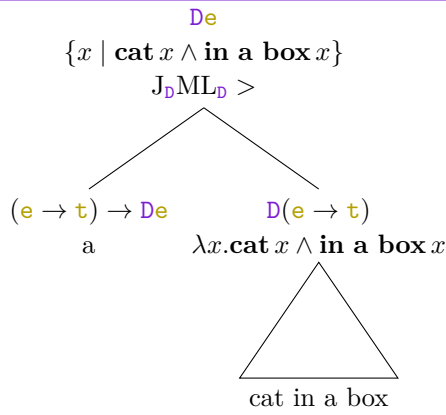 De
{x | cat x ∧ in a box x}
J_D ML_D >
(e → t) → De
D(e → t)
a
λx.cat x ∧ in a box x
cat in a box